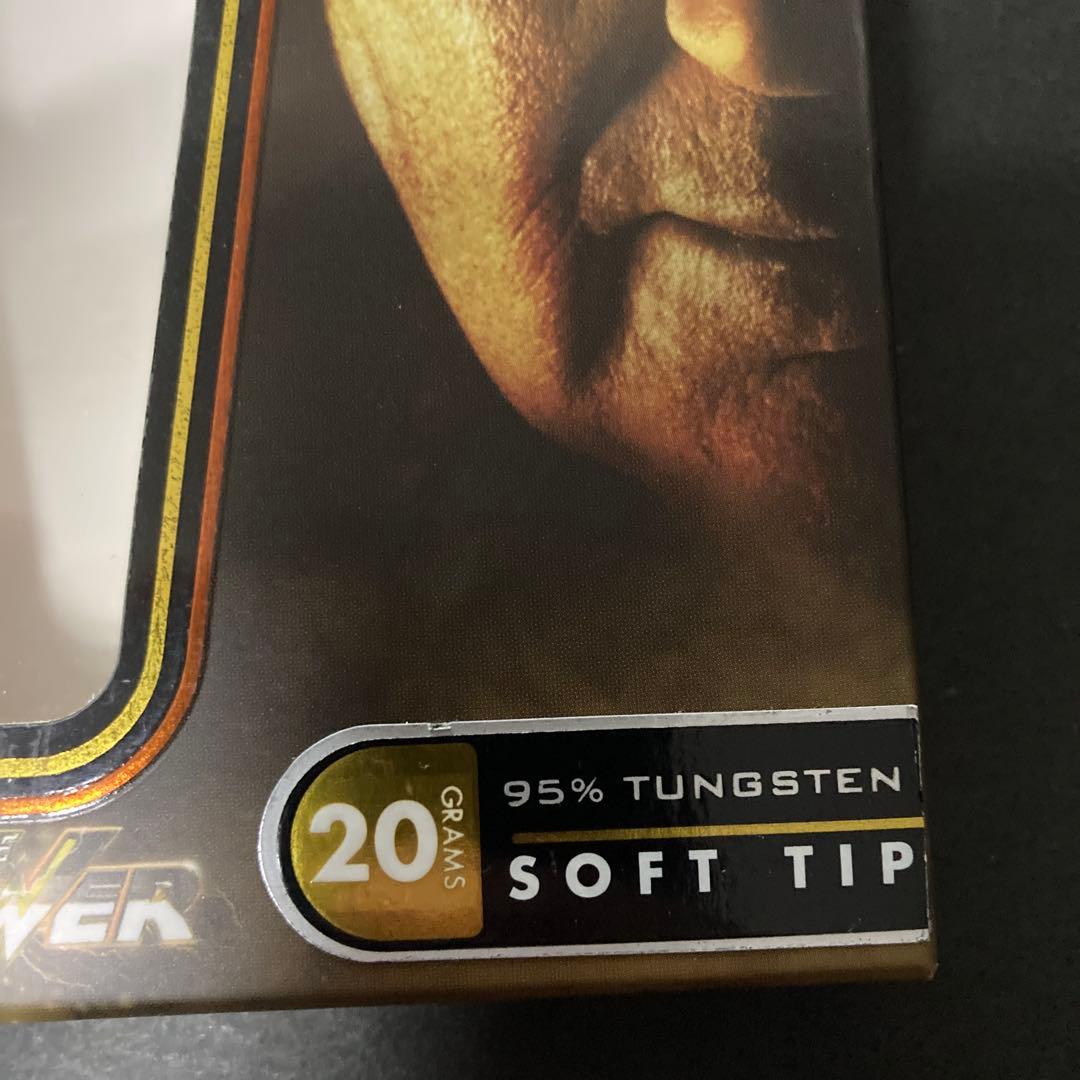 95% TUNGSTEN
20 GRAMS
SOFT TIP